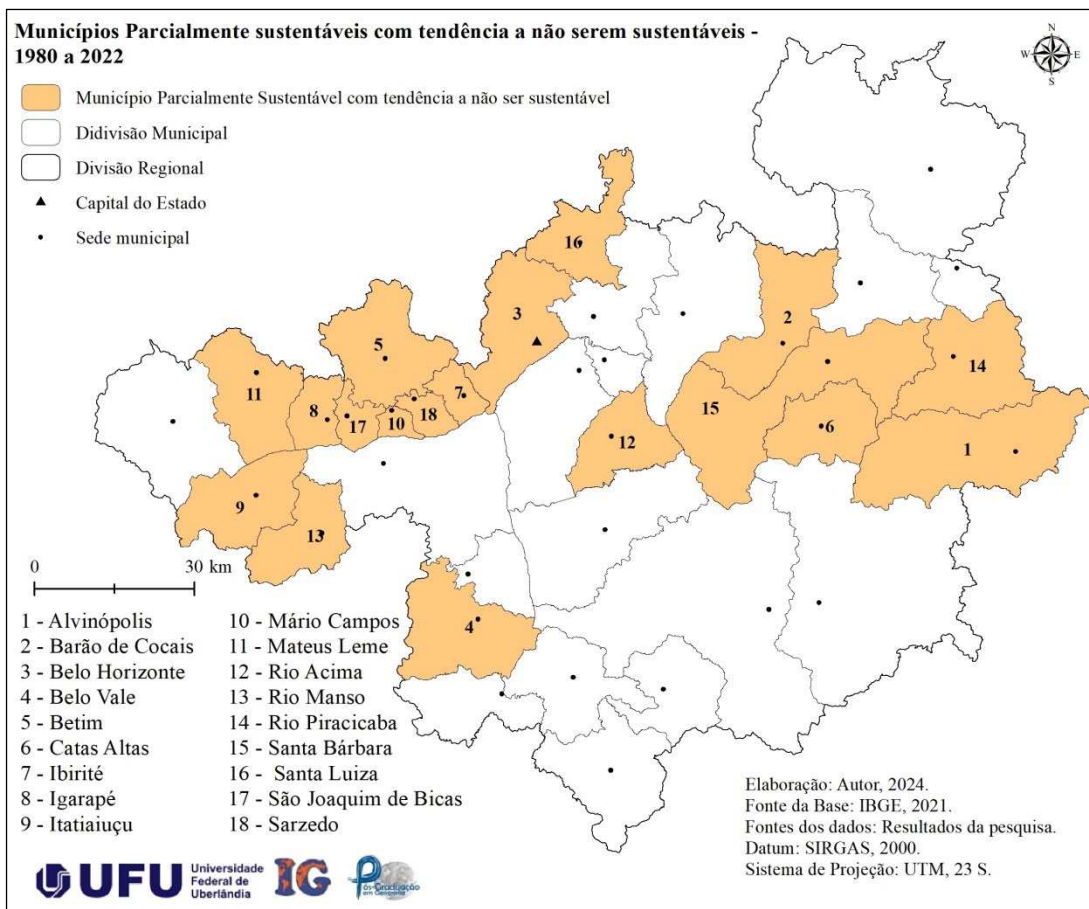 Municípios Parcialmente sustentáveis com tendência a não serem sustentáveis -
1980 a 2022
N
W E
S
Município Parcialmente Sustentável com tendência a não ser sustentável
Didivisão Municipal
Divisão Regional
Capital do Estado
Sede municipal
16
3
2
5
14
11
7
8
18
17
10
15
6
12
1
9
13
4
0 30 km
1 - Alvinópolis
2 - Barão de Cocais
3 - Belo Horizonte
4 - Belo Vale
5 - Betim
6 - Catas Altas
7 - Ibirité
8 - Igarapé
9 - Itatiaiuçu
10 - Mário Campos
11 - Mateus Leme
12 - Rio Acima
13 - Rio Manso
14 - Rio Piracicaba
15 - Santa Bárbara
16 - Santa Luiza
17 - São Joaquim de Bicas
18 - Sarzedo
Elaboração: Autor, 2024.
Fonte da Base: IBGE, 2021.
Fontes dos dados: Resultados da pesquisa.
Datum: SIRGAS, 2000.
Sistema de Projeção: UTM, 23 S.
UFU
Universidade
Federal de
Uberlândia
IG
Pós-Graduação
em Geografia